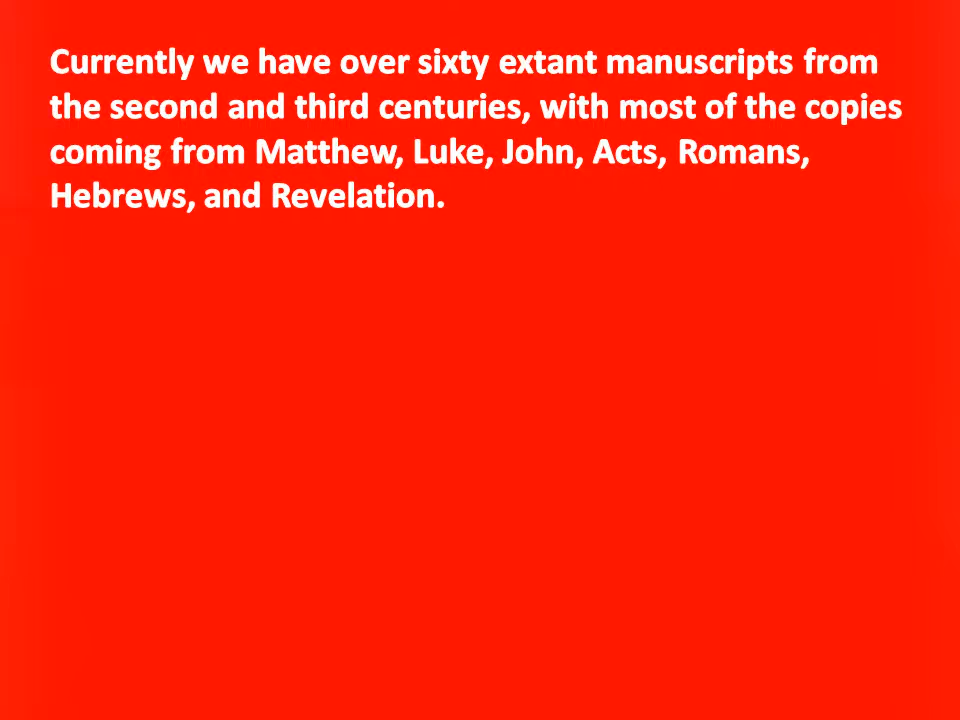 Currently we have over sixty extant manuscripts from
the second and third centuries, with most of the copies
coming from Matthew, Luke, John, Acts, Romans,
Hebrews, and Revelation.